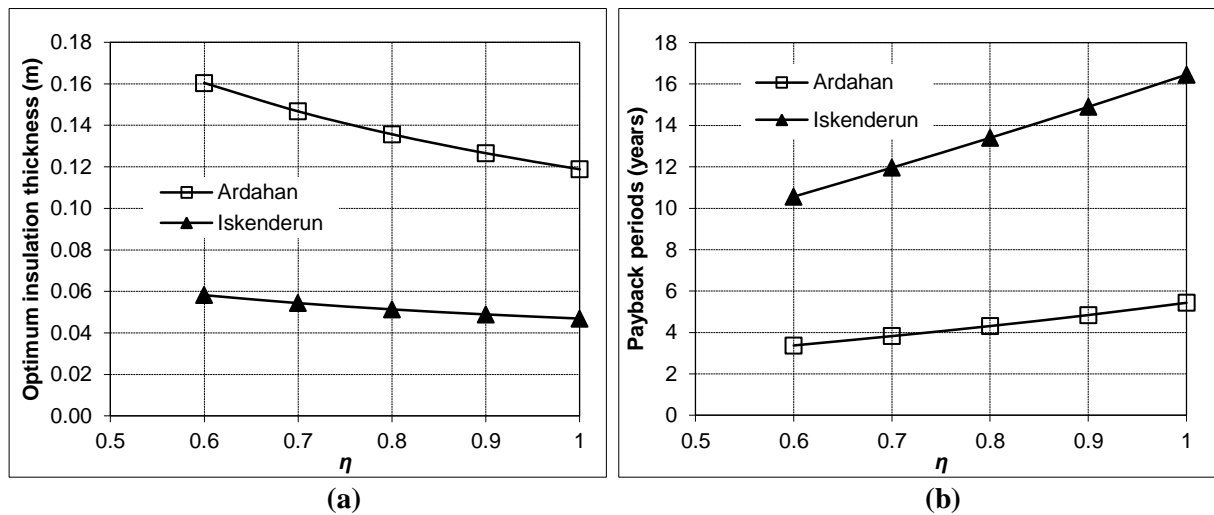 Optimum insulation thickness (m)
0.18
0.16
0.14
0.12
0.10
0.08
0.06
0.04
0.02
0.00
Ardahan
Iskenderun
0.5 0.6 0.7 0.8 0.9 1
η
(a)
Payback periods (years)
18
16
14
12
10
8
6
4
2
0
Ardahan
Iskenderun
0.5 0.6 0.7 0.8 0.9 1
η
(b)